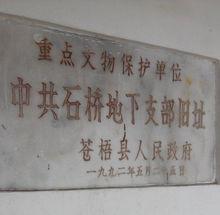 重点文物保护单位
中共石桥地下支部旧址
苍梧县人民政府
一九九二年五月二十五日